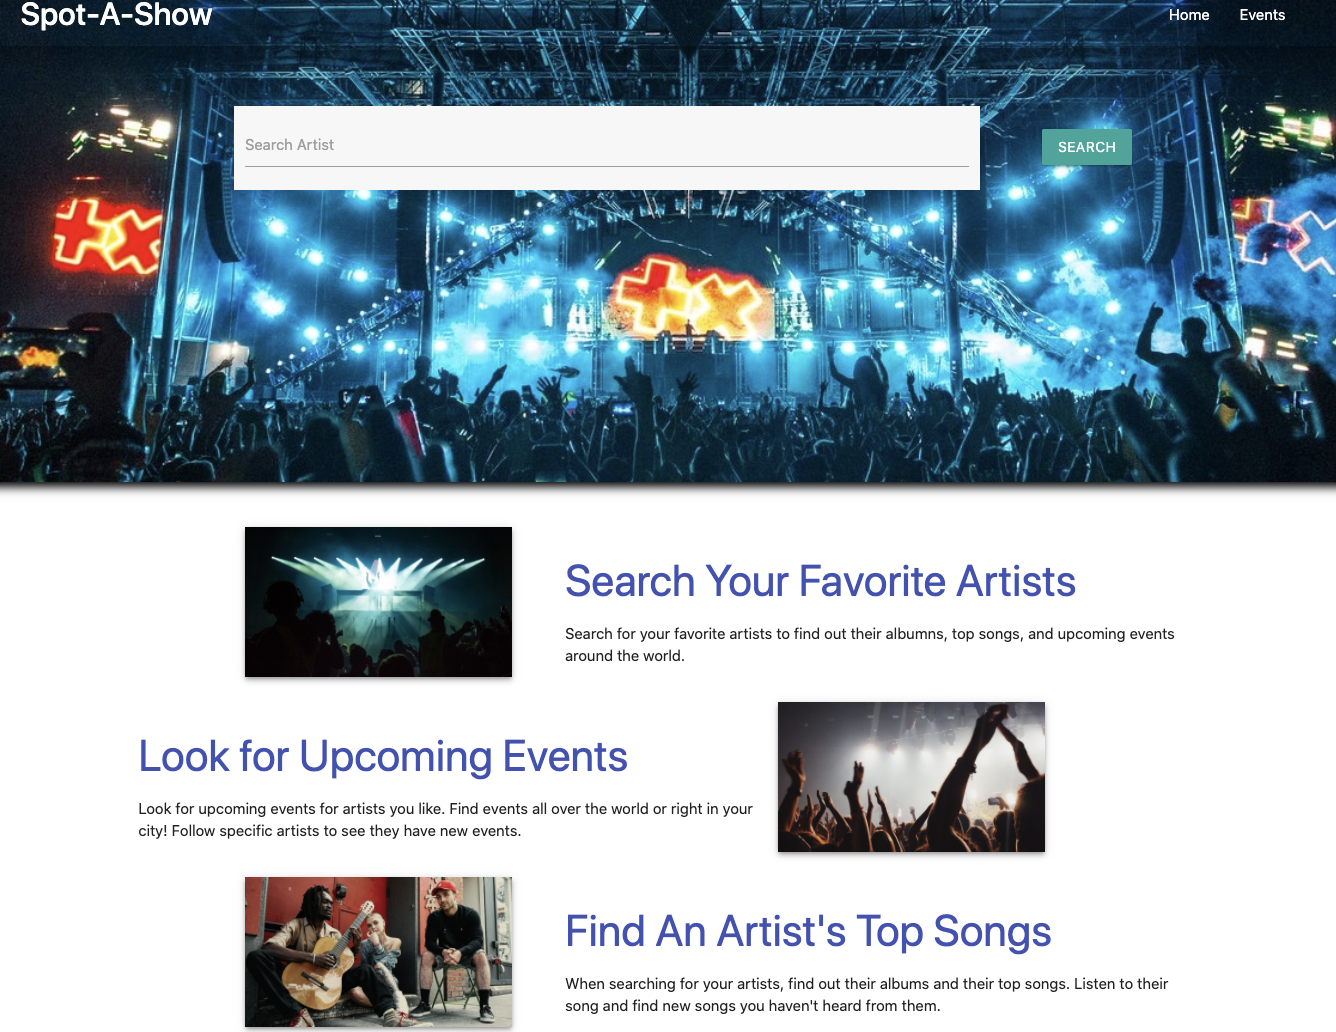 Spot-A-Show
Home Events
Search Artist
SEARCH
Search Your Favorite Artists
Search for your favorite artists to find out their albumns, top songs, and upcoming events
around the world.
Look for Upcoming Events
Look for upcoming events for artists you like. Find events all over the world or right in your
city! Follow specific artists to see they have new events.
Find An Artist's Top Songs
When searching for your artists, find out their albums and their top songs. Listen to their
song and find new songs you haven't heard from them.